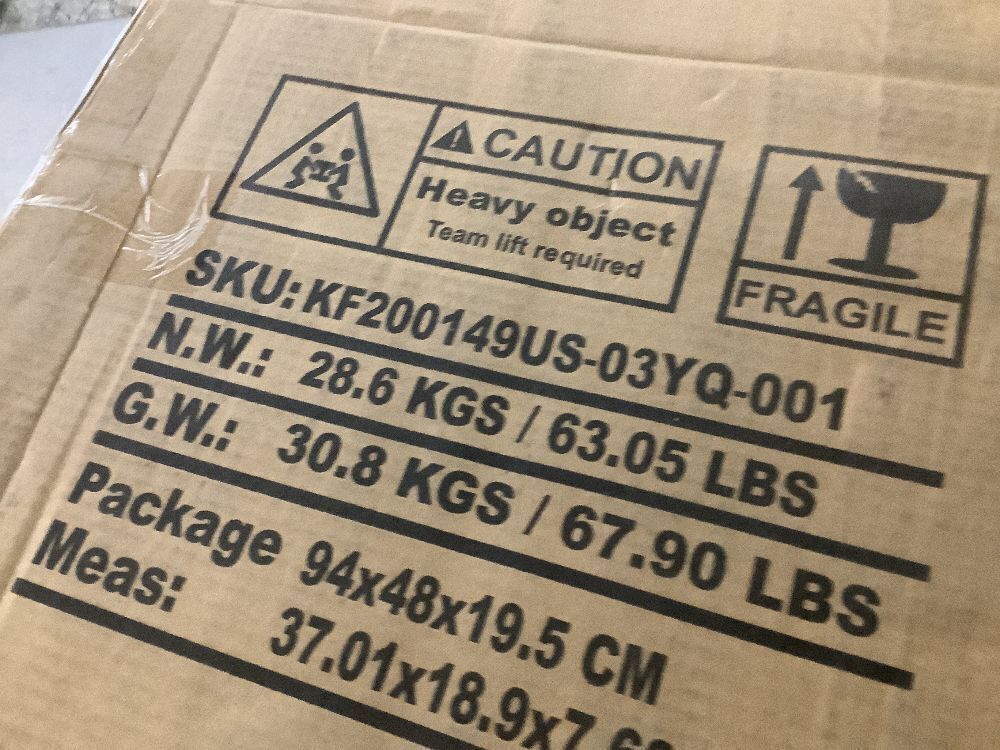 CAUTION
Heavy object
Team lift required
FRAGILE
SKU: KF200149US-03YQ-001
N.W.: 28.6 KGS / 63.05 LBS
G.W.: 30.8 KGS / 67.90 LBS
Package 94x48x19.5 CM
Meas: 37.01x18.9x7.6